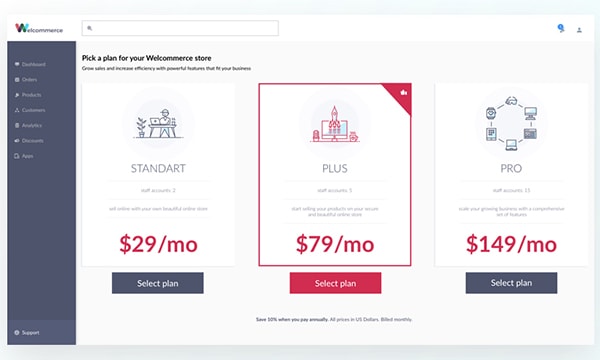 Welcommerce
Pick a plan for your Welcommerce store
Grow sales and increase efficiency with powerful features that fit your business
Dashboard
Orders
Products
Customers
Analytics
Discounts
Apps
Support
STANDART
staff accounts: 2
sell online with your own beautiful online store
$29/mo
Select plan
PLUS
staff accounts: 5
start selling your products on your secure
and beautiful online store
$79/mo
Select plan
PRO
staff accounts: 15
scale your growing business with a comprehensive
set of features
$149/mo
Select plan
Save 10% when you pay annually. All prices in US Dollars. Billed monthly.